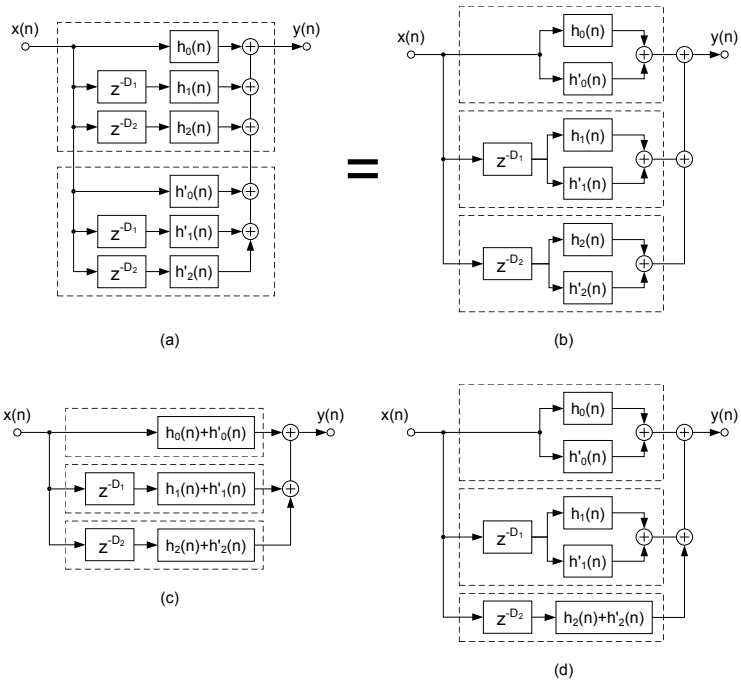 x(n)
y(n)
h₀(n)
z⁻ᴰ¹
h₁(n)
z⁻ᴰ²
h₂(n)
h'₀(n)
z⁻ᴰ¹
h'₁(n)
z⁻ᴰ²
h'₂(n)
(a)
=
x(n)
y(n)
h₀(n)
h'₀(n)
z⁻ᴰ¹
h₁(n)
h'₁(n)
z⁻ᴰ²
h₂(n)
h'₂(n)
(b)
x(n)
y(n)
h₀(n)+h'₀(n)
z⁻ᴰ¹
h₁(n)+h'₁(n)
z⁻ᴰ²
h₂(n)+h'₂(n)
(c)
x(n)
y(n)
h₀(n)
h'₀(n)
z⁻ᴰ¹
h₁(n)
h'₁(n)
z⁻ᴰ²
h₂(n)+h'₂(n)
(d)